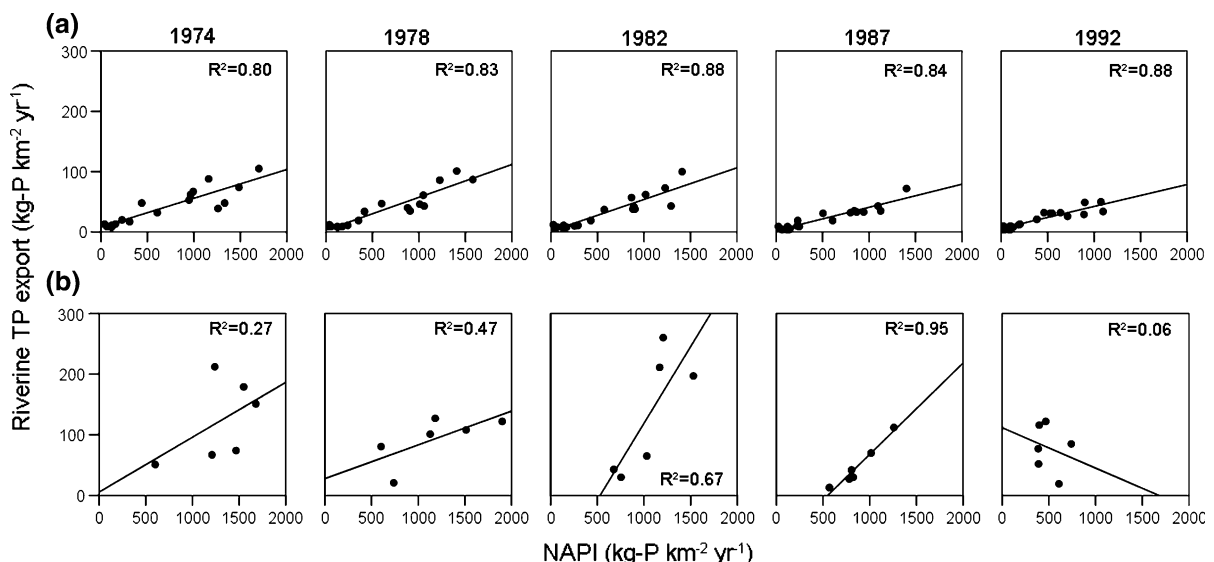 (a)
1974 1978 1982 1987 1992
300 R²=0.80 R²=0.83 R²=0.88 R²=0.84 R²=0.88
200
100
0
0 500 1000 1500 2000 0 500 1000 1500 2000 0 500 1000 1500 2000 0 500 1000 1500 2000 0 500 1000 1500 2000
Riverine TP export (kg-P km⁻² yr⁻¹)
(b)
300 R²=0.27 R²=0.47 R²=0.95 R²=0.06
200
100
R²=0.67
0
0 500 1000 1500 2000 0 500 1000 1500 2000 0 500 1000 1500 2000 0 500 1000 1500 2000 0 500 1000 1500 200
NAPI (kg-P km⁻² yr⁻¹)